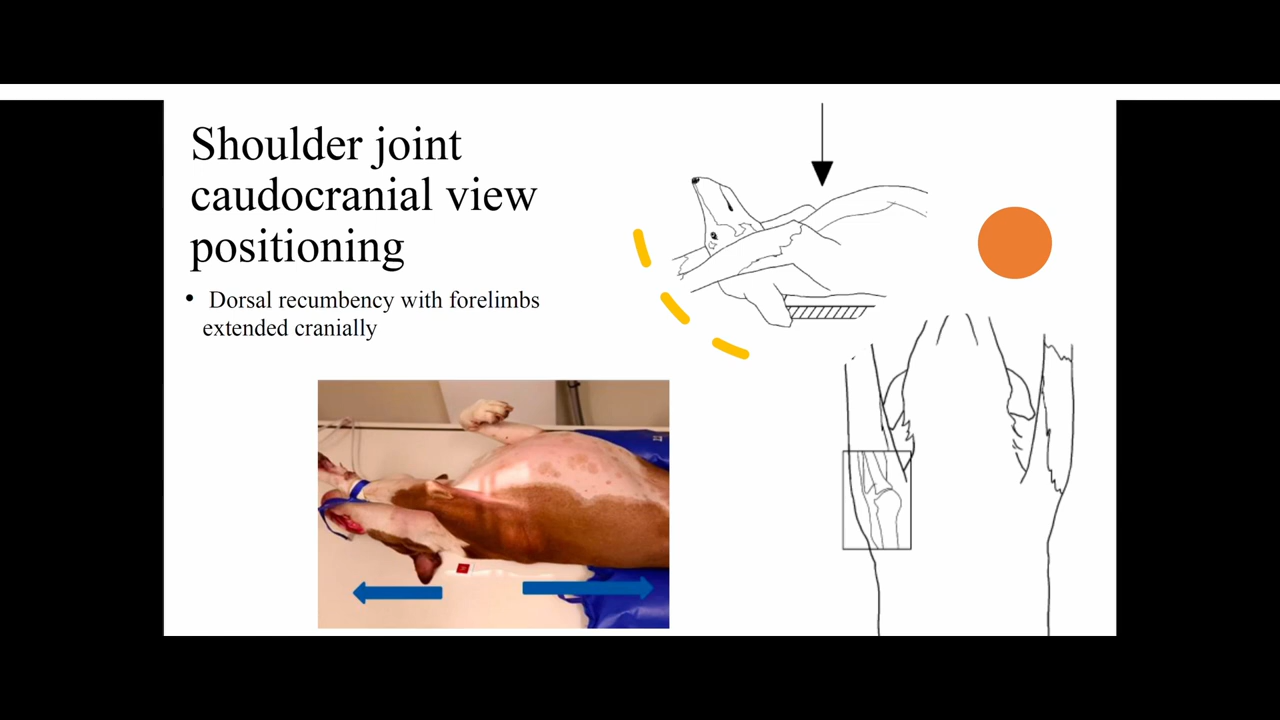 Shoulder joint
caudocranial view
positioning
• Dorsal recumbency with forelimbs
extended cranially